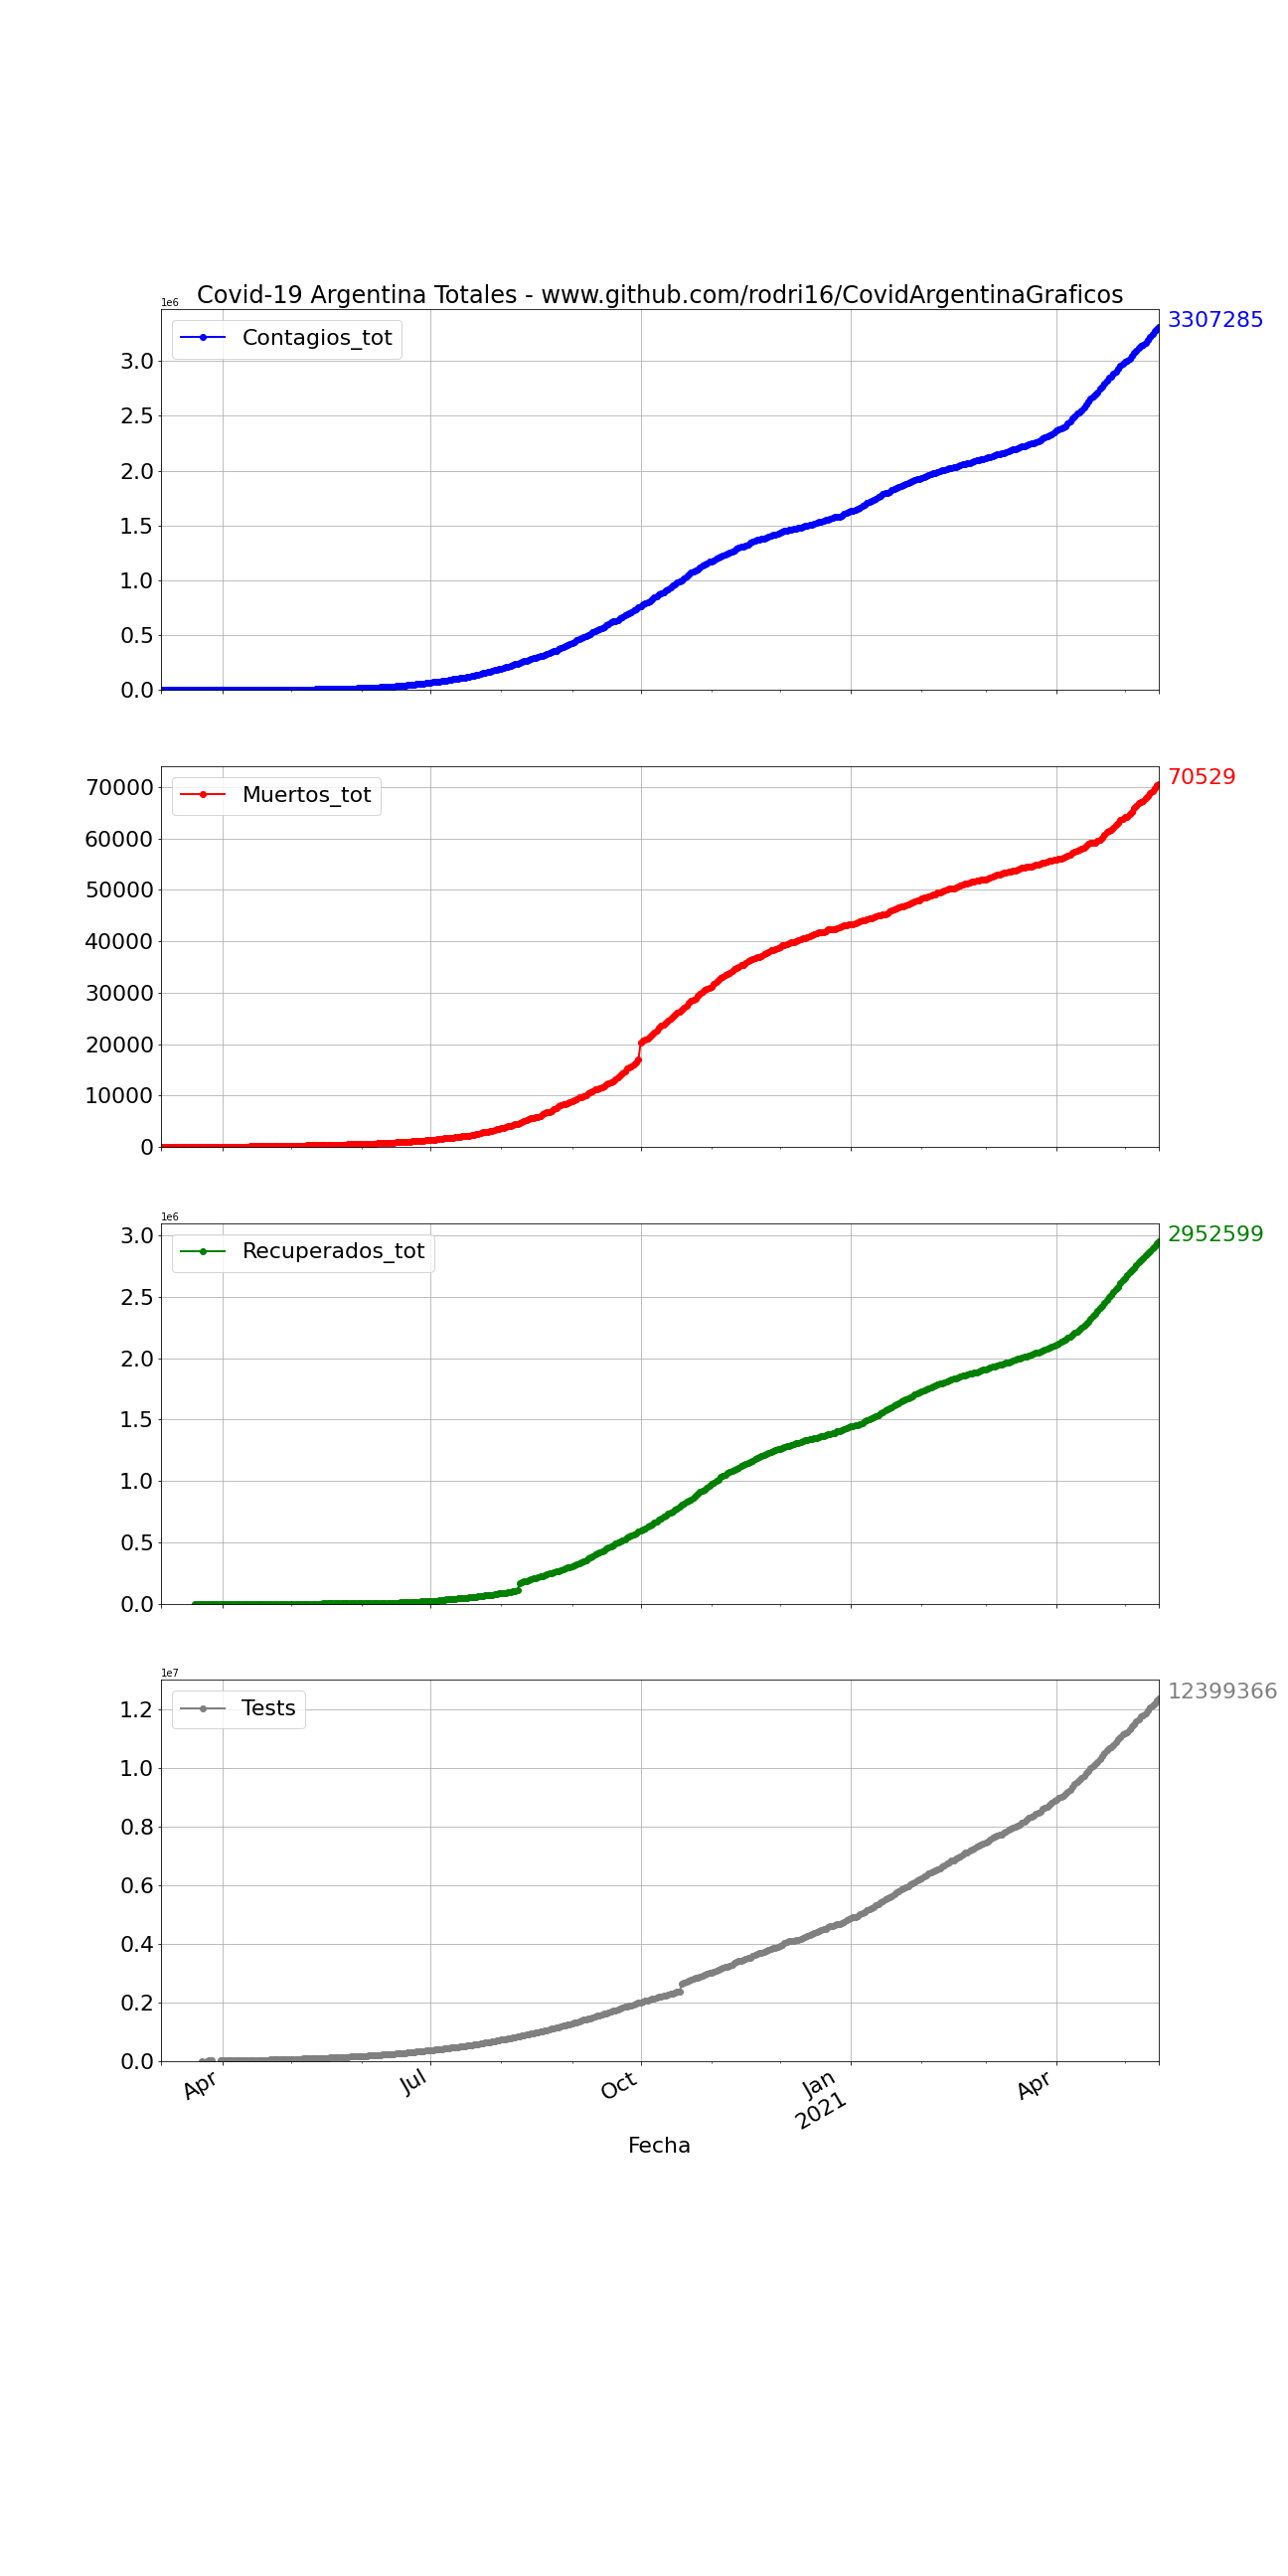 Covid-19 Argentina Totales - www.github.com/rodri16/CovidArgentinaGraficos
1e6
3307285
Contagios_tot
3.0
2.5
2.0
1.5
1.0
0.5
0.0
70529
Muertos_tot
70000
60000
50000
40000
30000
20000
10000
0
1e6
2952599
Recuperados_tot
3.0
2.5
2.0
1.5
1.0
0.5
0.0
1e7
12399366
Tests
1.2
1.0
0.8
0.6
0.4
0.2
0.0
Apr
Jul
Oct
Jan
2021
Apr
Fecha